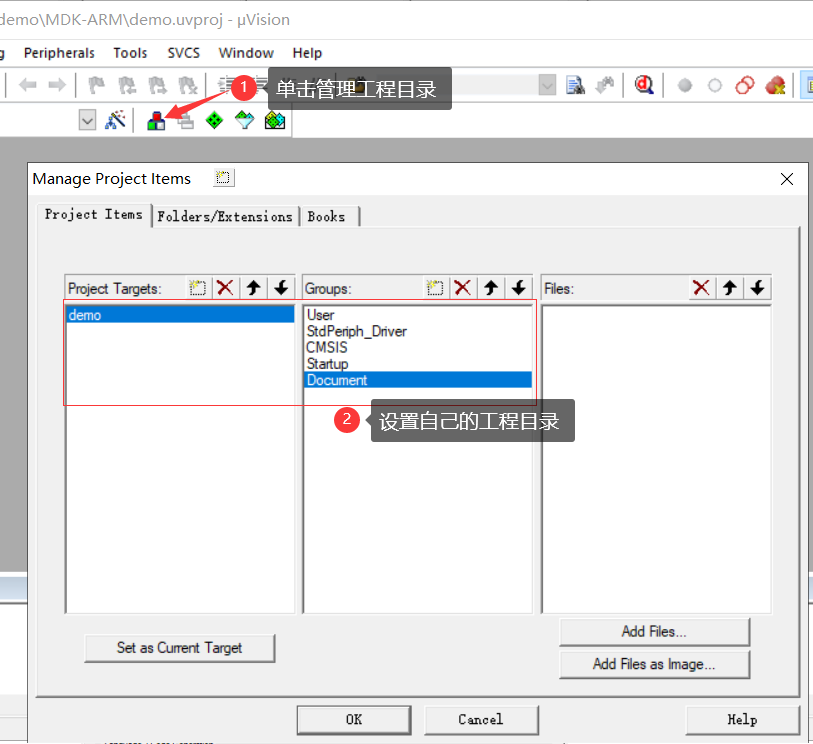 demo\MDK-ARM\demo.uvproj - µVision
Peripherals Tools SVCS Window Help
1 单击管理工程目录
Manage Project Items
Project Items Folders/Extensions Books
Project Targets: Groups: Files:
demo User
StdPeriph_Driver
CMSIS
Startup
Document
2 设置自己的工程目录
Add Files...
Set as Current Target
Add Files as Image...
OK Cancel Help